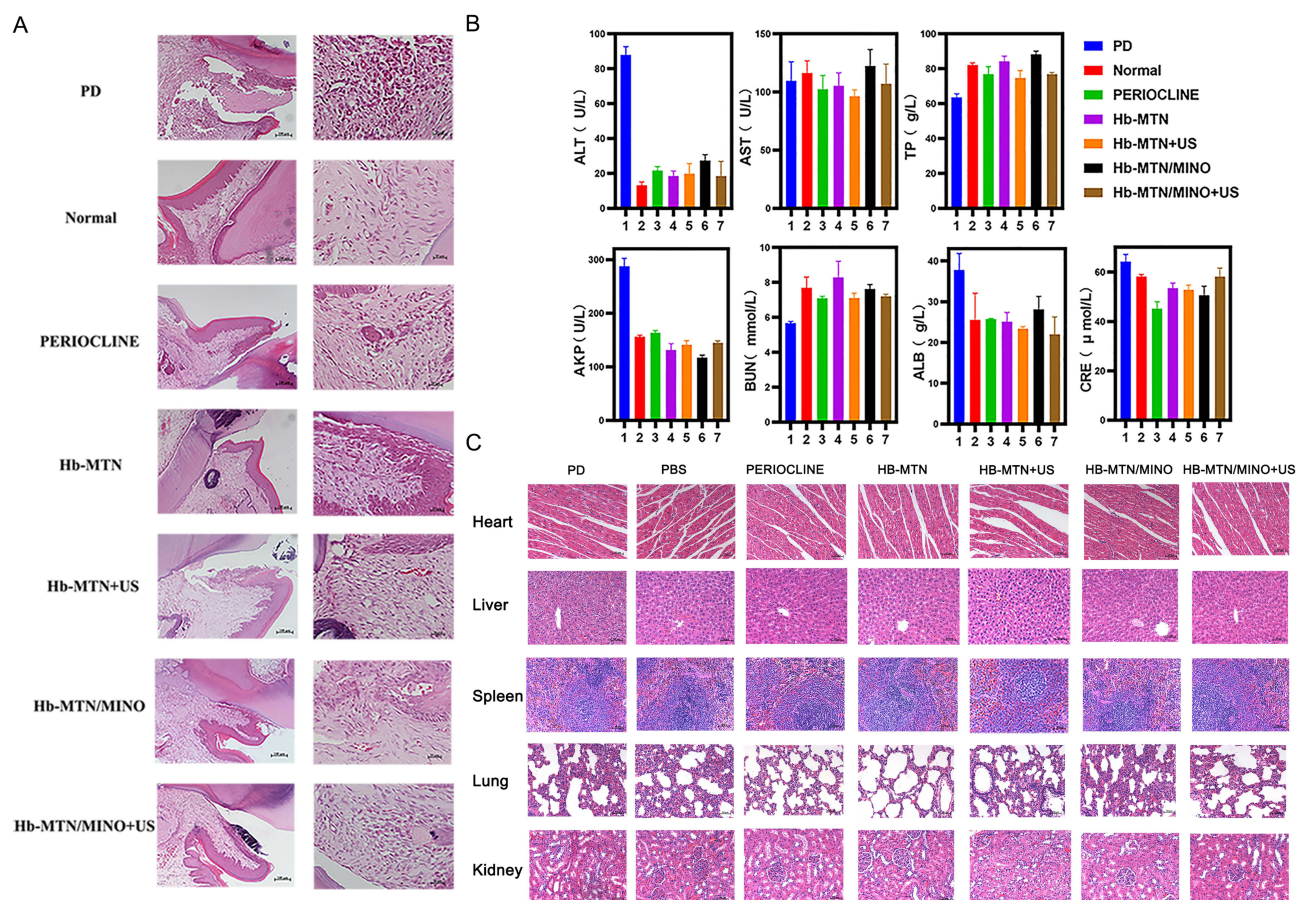 A
PD
Normal
PERIOCLINE
Hb-MTN
Hb-MTN+US
Hb-MTN/MINO
Hb-MTN/MINO+US
B
ALT ( U/L)
100
80
60
40
20
0
1 2 3 4 5 6 7
AST ( U/L)
150
100
50
0
1 2 3 4 5 6 7
TP ( g/L)
100
80
60
40
20
0
1 2 3 4 5 6 7
PD
Normal
PERIOCLINE
Hb-MTN
Hb-MTN+US
Hb-MTN/MINO
Hb-MTN/MINO+US
AKP (U/L)
300
200
100
0
1 2 3 4 5 6 7
BUN( mmol/L)
8
6
4
2
0
1 2 3 4 5 6 7
ALB ( g/L)
40
30
20
10
0
1 2 3 4 5 6 7
CRE ( μ mol/L)
60
40
20
0
1 2 3 4 5 6 7
C
PD PBS PERIOCLINE HB-MTN HB-MTN+US HB-MTN/MINO HB-MTN/MINO+US
Heart
Liver
Spleen
Lung
Kidney